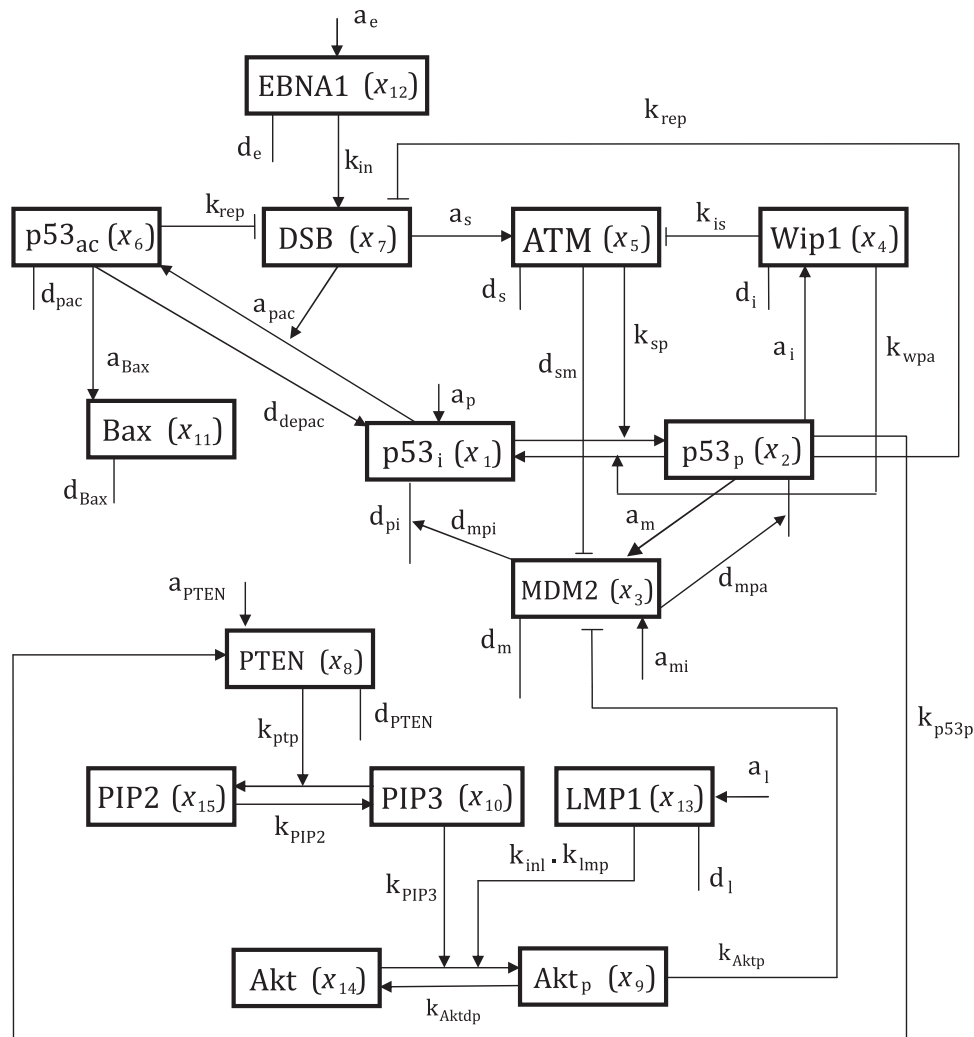 a_e
EBNA1 (x_12)
k_rep
d_e
k_in
k_rep
a_s
k_is
p53_ac (x_6)
DSB (x_7)
ATM (x_5)
Wip1 (x_4)
d_pac
a_pac
d_s
d_i
k_sp
a_i
k_wpa
a_Bax
d_sm
a_p
d_depac
Bax (x_11)
p53_i (x_1)
p53_p (x_2)
d_Bax
d_pi
d_mpi
a_m
d_mpa
a_PTEN
MDM2 (x_3)
d_m
a_mi
PTEN (x_8)
k_ptp
d_PTEN
k_p53p
a_l
PIP2 (x_15)
PIP3 (x_10)
LMP1 (x_13)
k_PIP2
k_inl . k_lmp
k_PIP3
d_l
k_Aktp
Akt (x_14)
Akt_p (x_9)
k_Aktdp